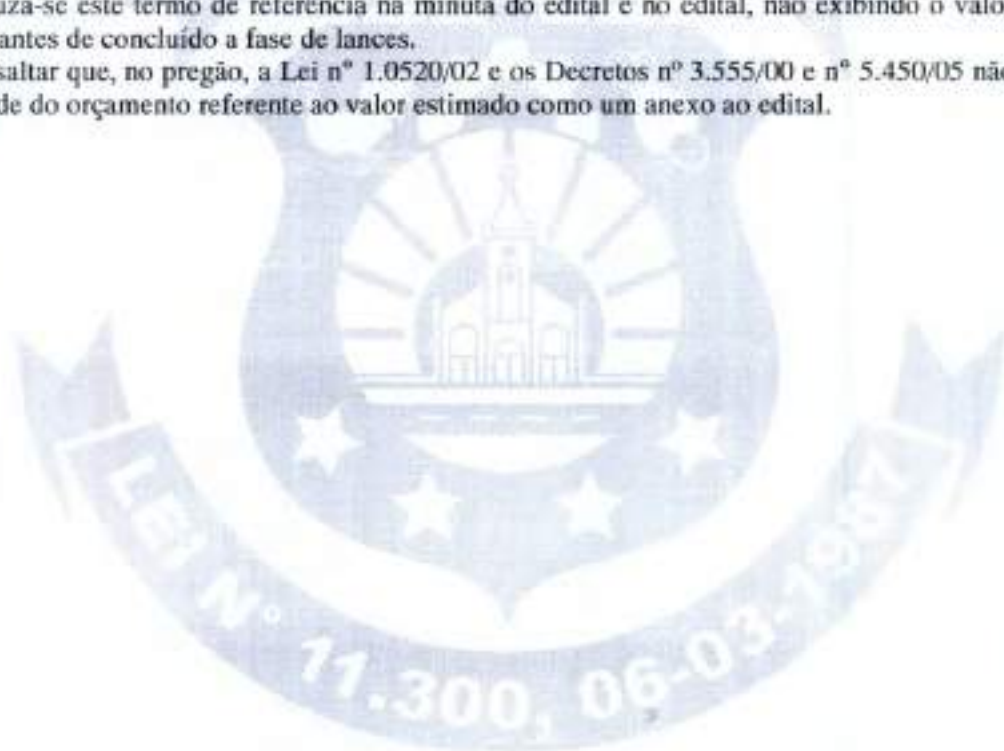 uza-se este termo de referência na minuta do edital e no edital, não exibindo o valo
antes de concluído a fase de lances.
saltar que, no pregão, a Lei nº 1.0520/02 e os Decretos nº 3.555/00 e nº 5.450/05 não
de do orçamento referente ao valor estimado como um anexo ao edital.
LEI Nº 11.300, 06-03-1987